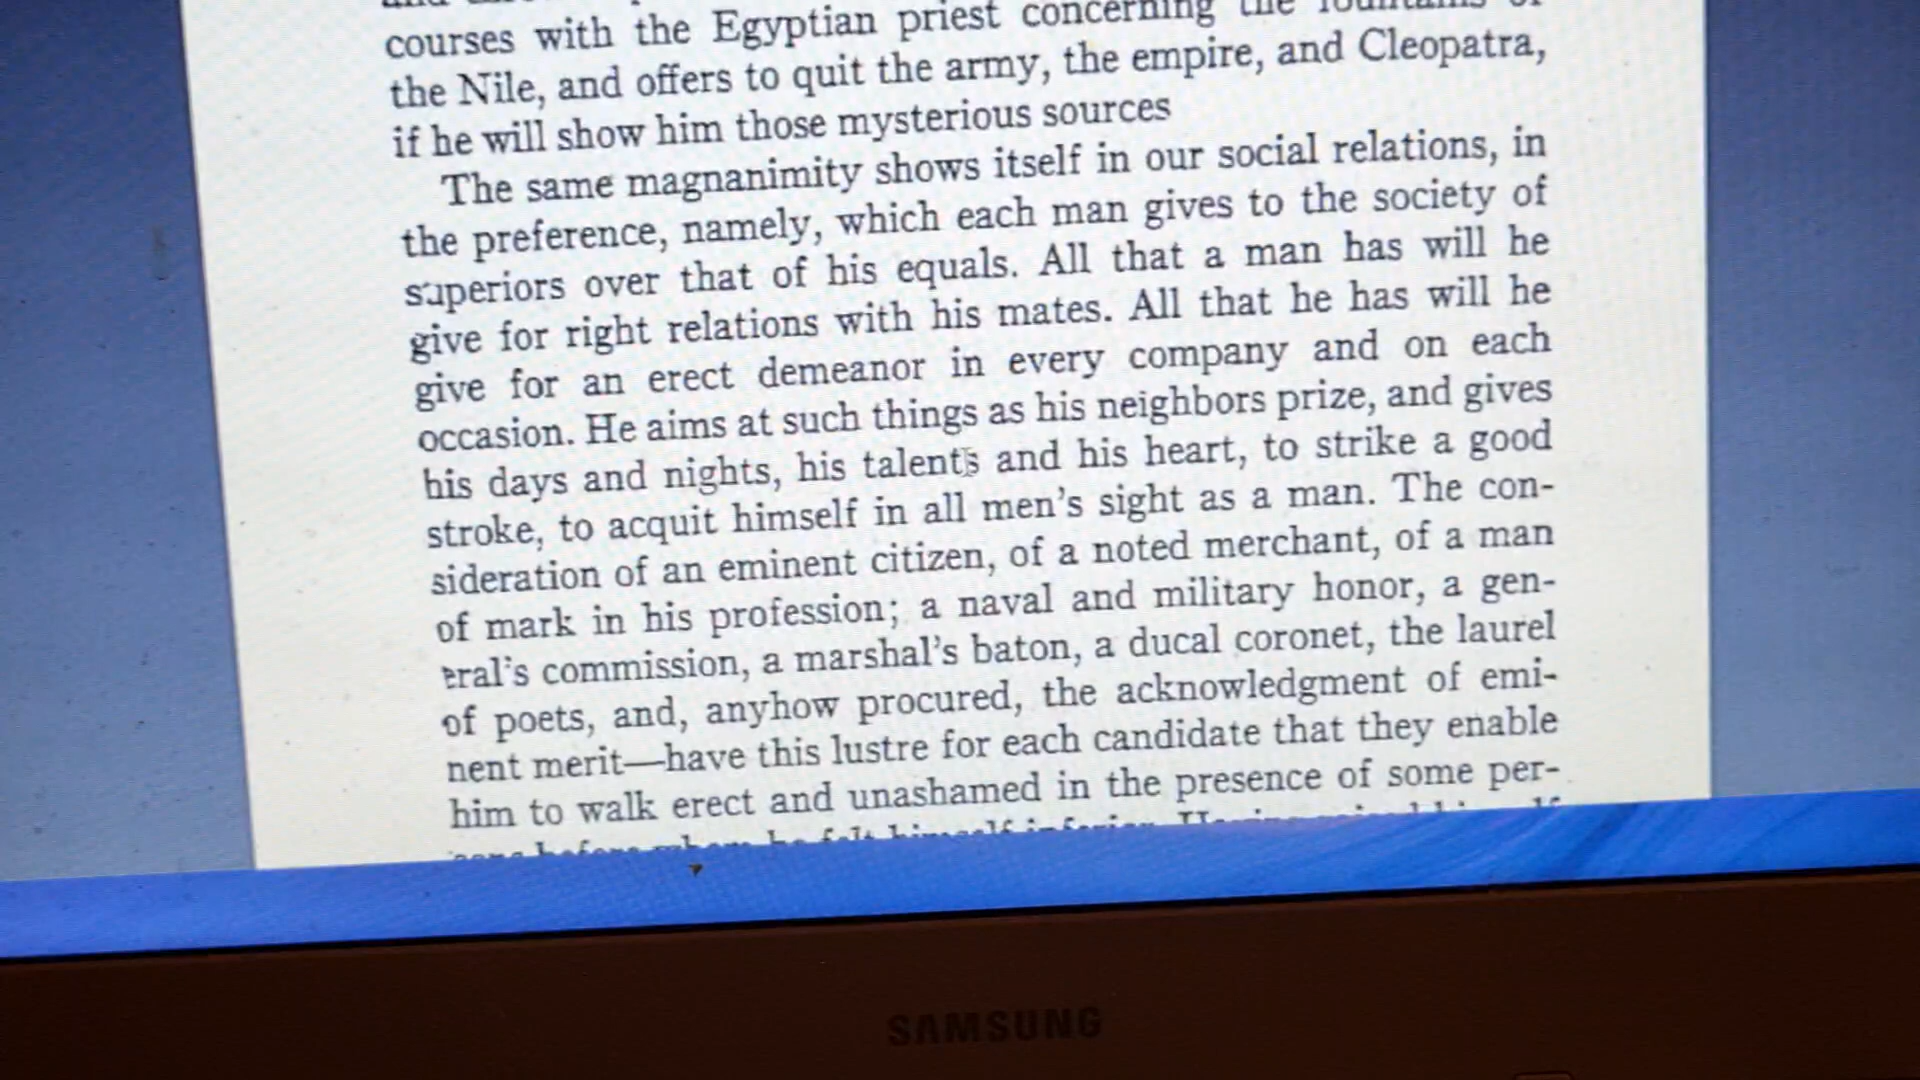 courses with the Egyptian priest concerning the fountains of
the Nile, and offers to quit the army, the empire, and Cleopatra,
if he will show him those mysterious sources
The same magnanimity shows itself in our social relations, in
the preference, namely, which each man gives to the society of
superiors over that of his equals. All that a man has will he
give for right relations with his mates. All that he has will he
give for an erect demeanor in every company and on each
occasion. He aims at such things as his neighbors prize, and gives
his days and nights, his talents and his heart, to strike a good
stroke, to acquit himself in all men's sight as a man. The con-
sideration of an eminent citizen, of a noted merchant, of a man
of mark in his profession; a naval and military honor, a gen-
eral's commission, a marshal's baton, a ducal coronet, the laurel
of poets, and, anyhow procured, the acknowledgment of emi-
nent merit—have this lustre for each candidate that they enable
him to walk erect and unashamed in the presence of some per-
before whom he felt himself inferior.
SAMSUNG